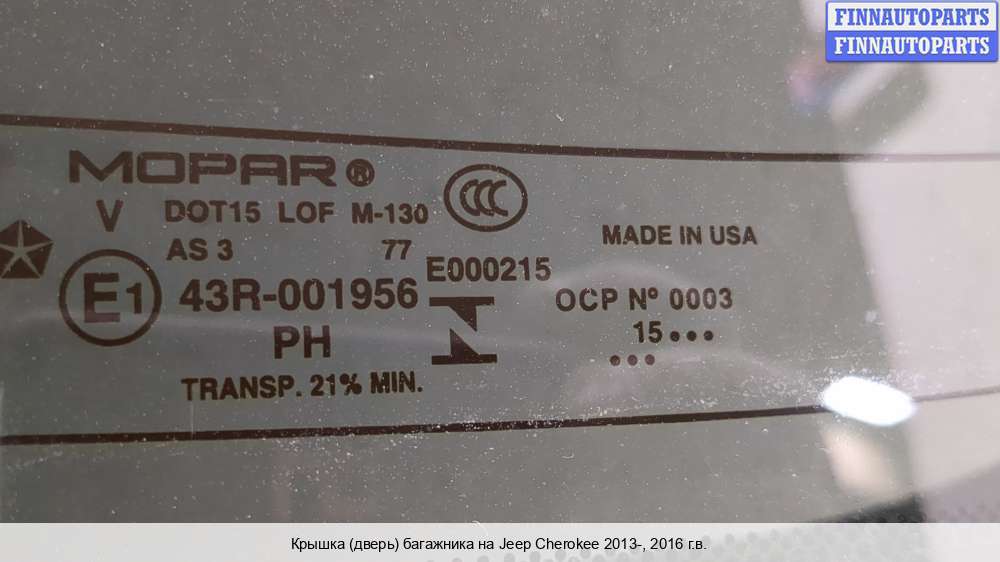 FINNAUTOPARTS
FINNAUTOPARTS
MOPAR®
V DOT15 LOF M-130 CCC
AS 3 77 MADE IN USA
E1 43R-001956 E000215 OCP Nº 0003
PH 15•••
•••
TRANSP. 21% MIN.
Крышка (дверь) багажника на Jeep Cherokee 2013-, 2016 г.в.